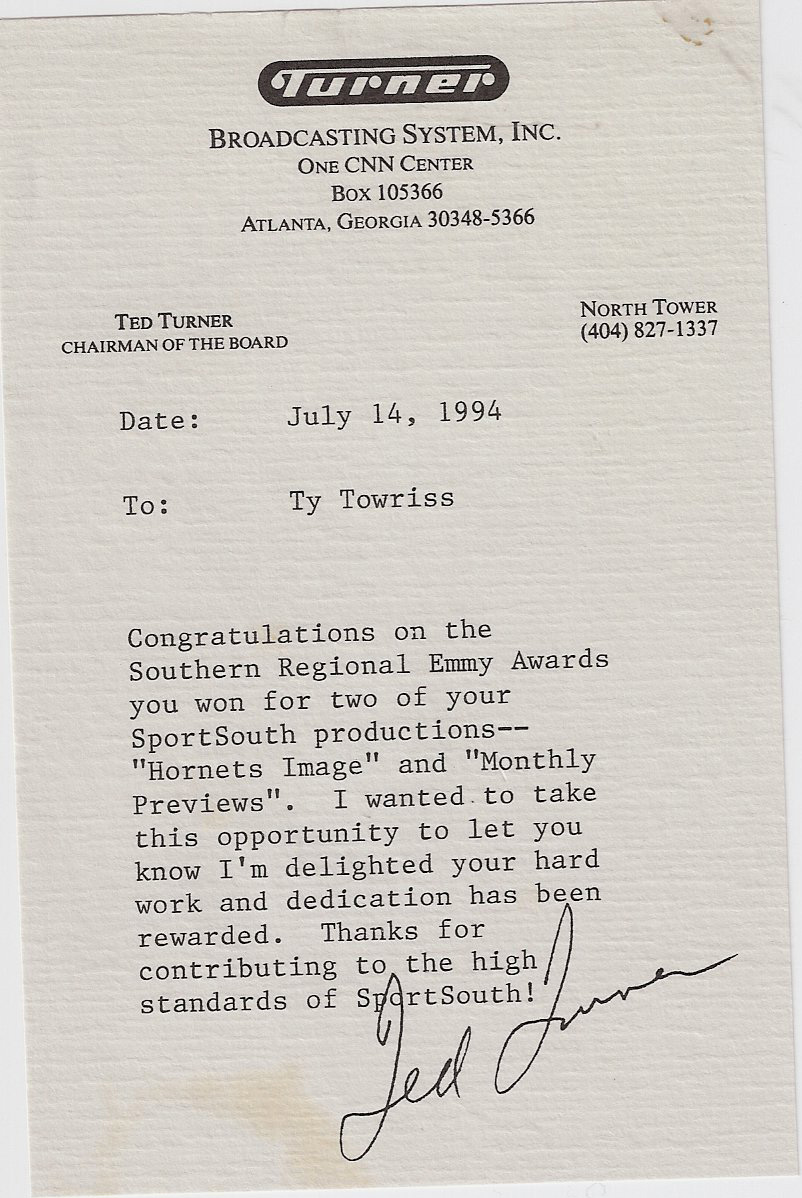 Turner
BROADCASTING SYSTEM, INC.
ONE CNN CENTER
BOX 105366
ATLANTA, GEORGIA 30348-5366
TED TURNER
CHAIRMAN OF THE BOARD
NORTH TOWER
(404) 827-1337
Date: July 14, 1994
To: Ty Towriss
Congratulations on the
Southern Regional Emmy Awards
you won for two of your
SportSouth productions--
"Hornets Image" and "Monthly
Previews". I wanted to take
this opportunity to let you
know I'm delighted your hard
work and dedication has been
rewarded. Thanks for
contributing to the high
standards of SportSouth!
Ted Turner